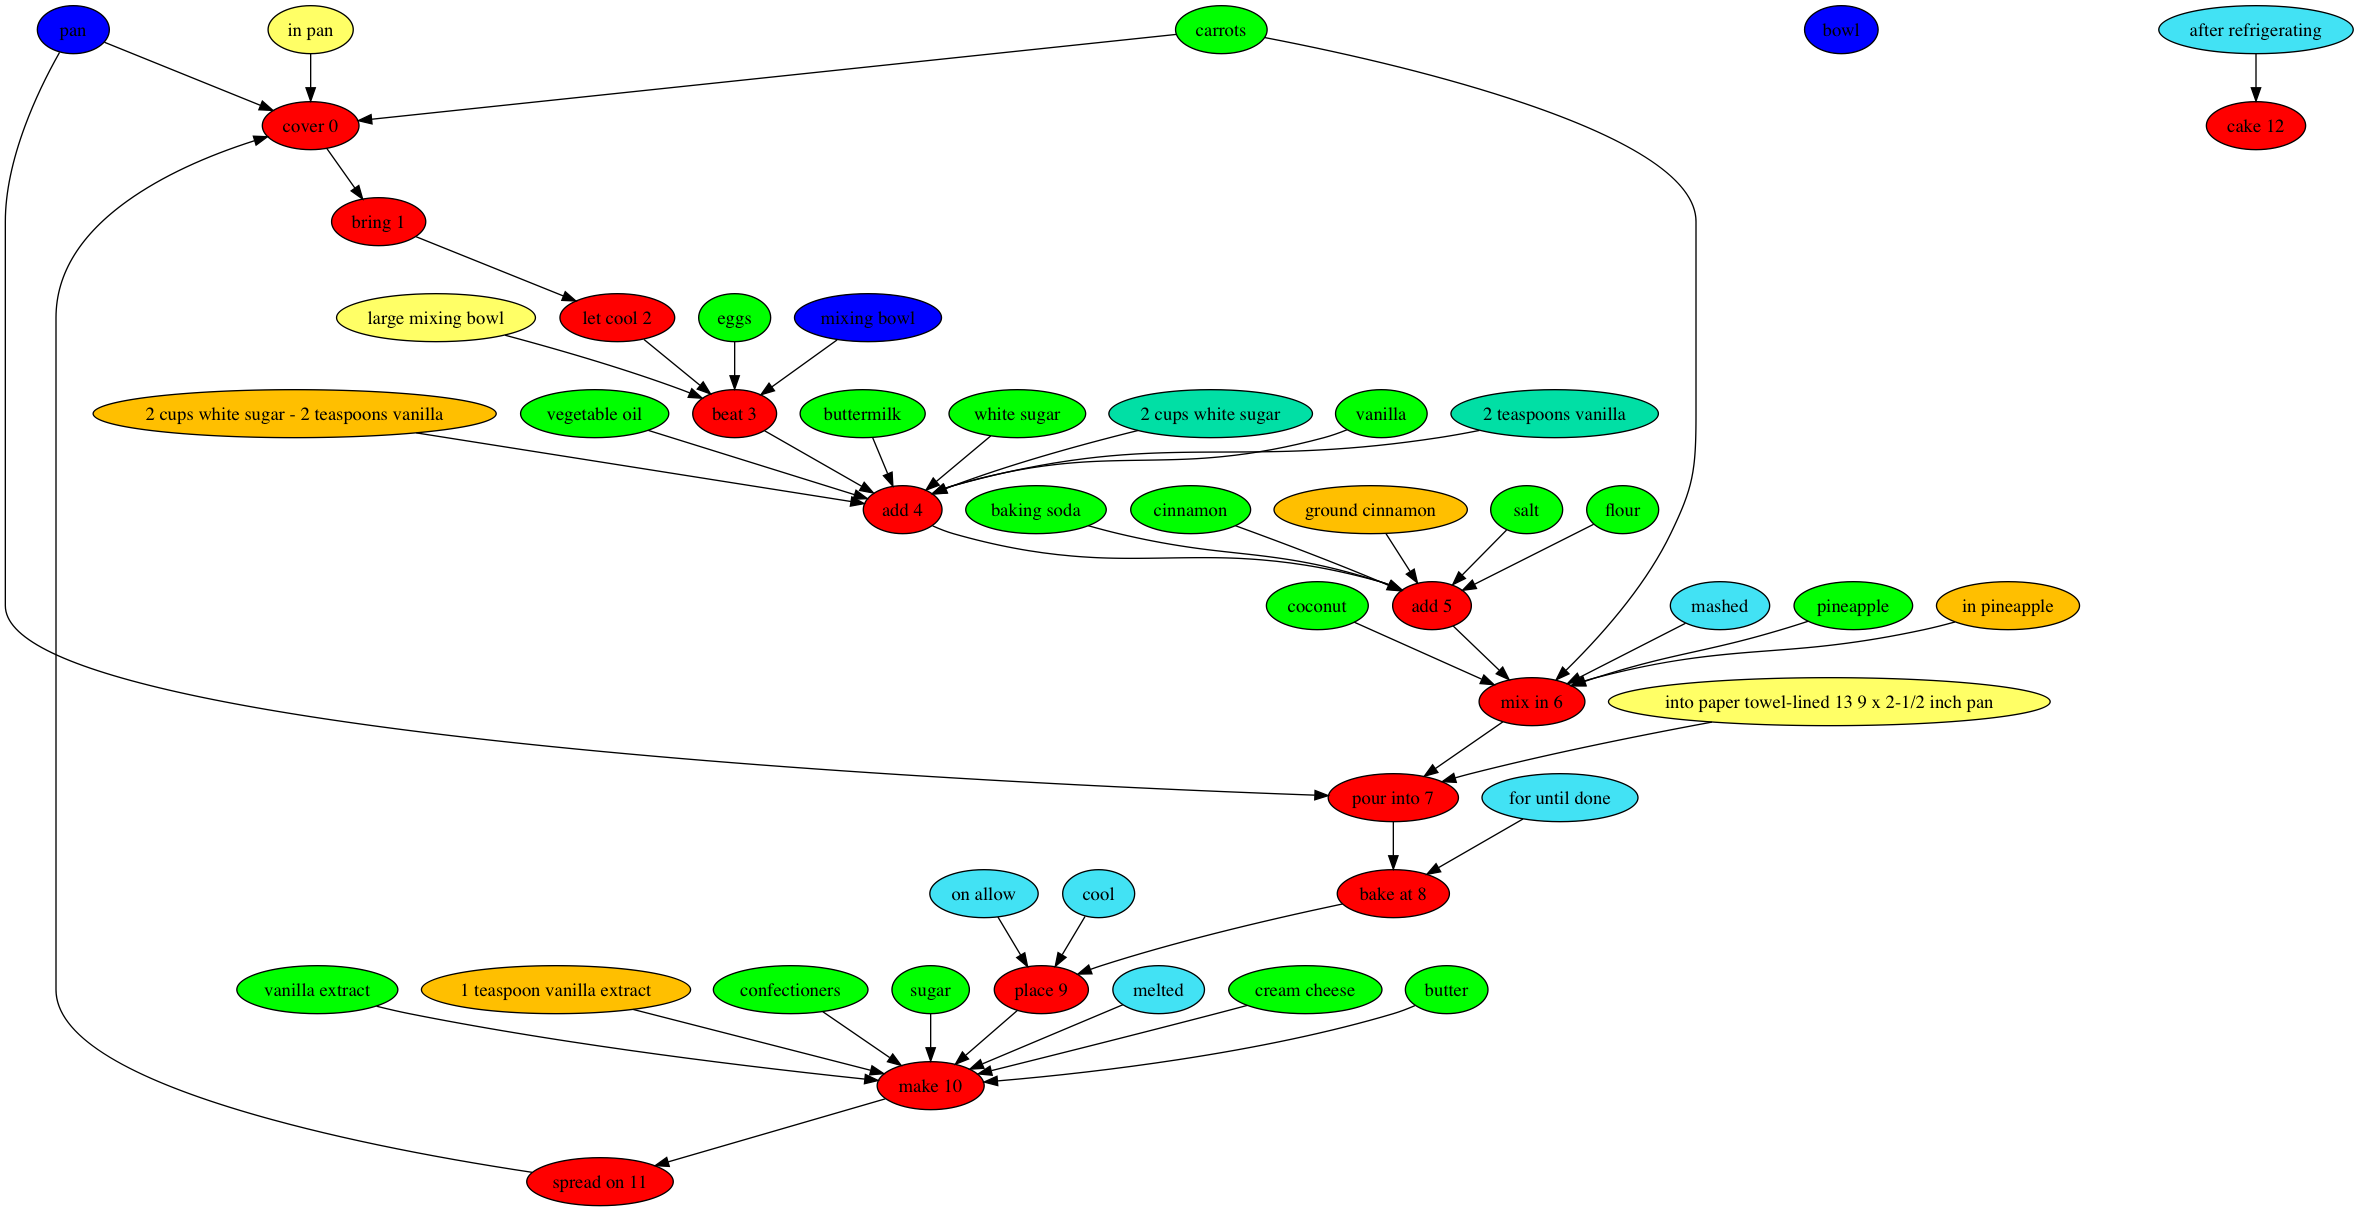 pan
in pan
carrots
bowl
after refrigerating
cover 0
cake 12
bring 1
large mixing bowl
let cool 2
eggs
mixing bowl
2 cups white sugar - 2 teaspoons vanilla
vegetable oil
beat 3
buttermilk
white sugar
2 cups white sugar
vanilla
2 teaspoons vanilla
add 4
baking soda
cinnamon
ground cinnamon
salt
flour
coconut
add 5
mashed
pineapple
in pineapple
mix in 6
into paper towel-lined 13 9 x 2-1/2 inch pan
pour into 7
for until done
on allow
cool
bake at 8
vanilla extract
1 teaspoon vanilla extract
confectioners
sugar
place 9
melted
cream cheese
butter
make 10
spread on 11